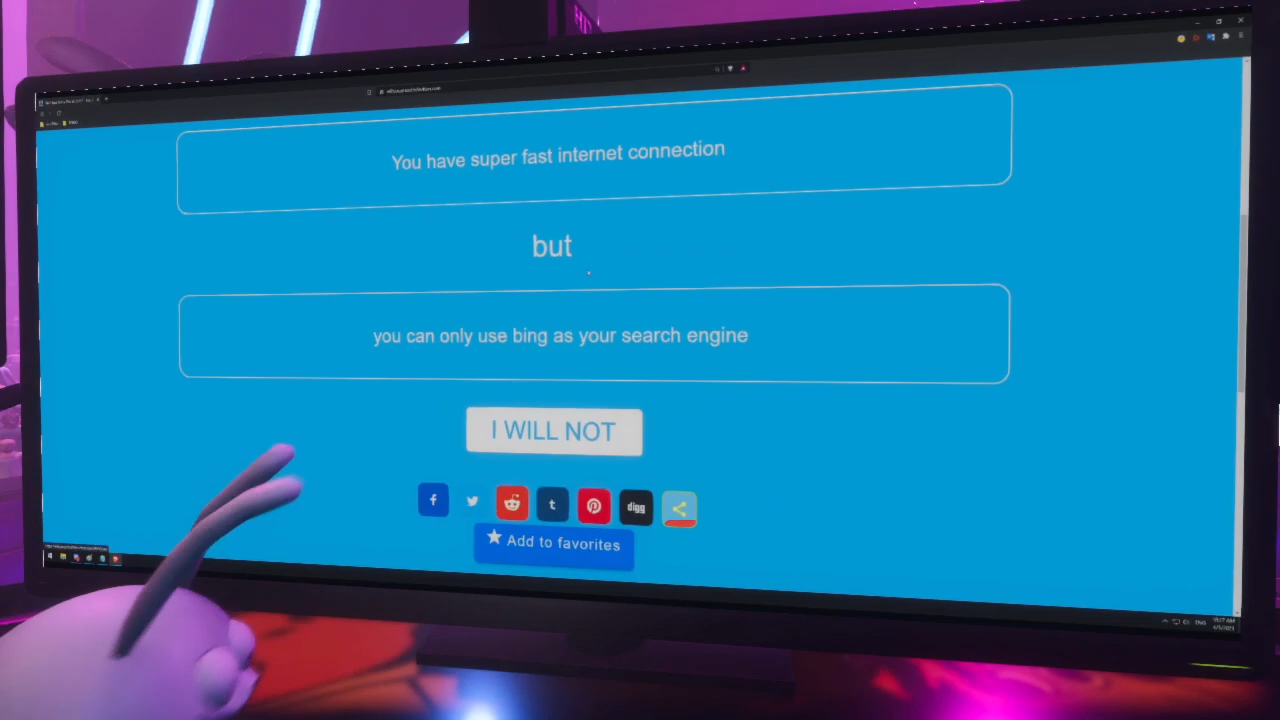 You have super fast internet connection
but
you can only use bing as your search engine
I WILL NOT
f
t
digg
Add to favorites
ENG